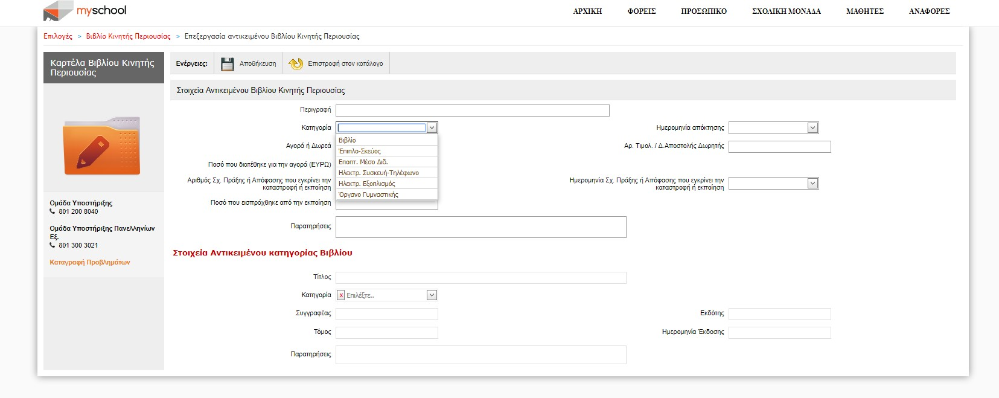 myschool
ΑΡΧΙΚΗ ΦΟΡΕΙΣ ΠΡΟΣΩΠΙΚΟ ΣΧΟΛΙΚΗ ΜΟΝΑΔΑ ΜΑΘΗΤΕΣ ΑΝΑΦΟΡΕΣ
Επιλογές > Βιβλίο Κινητής Περιουσίας > Επεξεργασία αντικειμένου Βιβλίου Κινητής Περιουσίας
Καρτέλα Βιβλίου Κινητής
Περιουσίας
Ομάδα Υποστήριξης
801 200 8040
Ομάδα Υποστήριξης Πανελληνίων
Εξ.
801 300 3021
Καταγραφή Προβλημάτων
Ενέργειες: Αποθήκευση Επιστροφή στον κατάλογο
Στοιχεία Αντικειμένου Βιβλίου Κινητής Περιουσίας
Περιγραφή
Κατηγορία
Ημερομηνία απόκτησης
Βιβλίο
Έπιπλο-Σκεύος
Εποπτ. Μέσο Διδ.
Ηλεκτρ. Συσκευή-Τηλέφωνο
Ηλεκτρ. Εξοπλισμός
Όργανο Γυμναστικής
Αγορά ή Δωρεά
Αρ. Τιμολ. / Δ.Αποστολής Δωρητής
Ποσό που διατέθηκε για την αγορά (ΕΥΡΩ)
Αριθμός Σχ. Πράξης ή Απόφασης που εγκρίνει την
καταστροφή ή εκποίηση
Ημερομηνία Σχ. Πράξης ή Απόφασης που εγκρίνει την
καταστροφή ή εκποίηση
Ποσό που εισπράχθηκε από την εκποίηση
Παρατηρήσεις
Στοιχεία Αντικειμένου κατηγορίας Βιβλίου
Τίτλος
Κατηγορία x Επιλέξτε..
Συγγραφέας
Εκδότης
Τόμος
Ημερομηνία Έκδοσης
Παρατηρήσεις